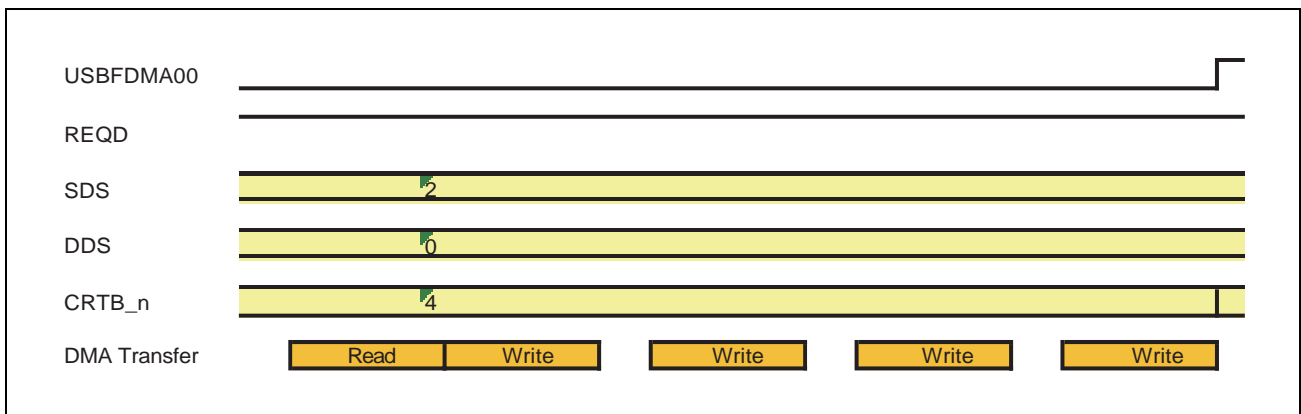 USBFDMA00
REQD
SDS 2
DDS 0
CRTB_n 4
DMA Transfer Read Write Write Write Write